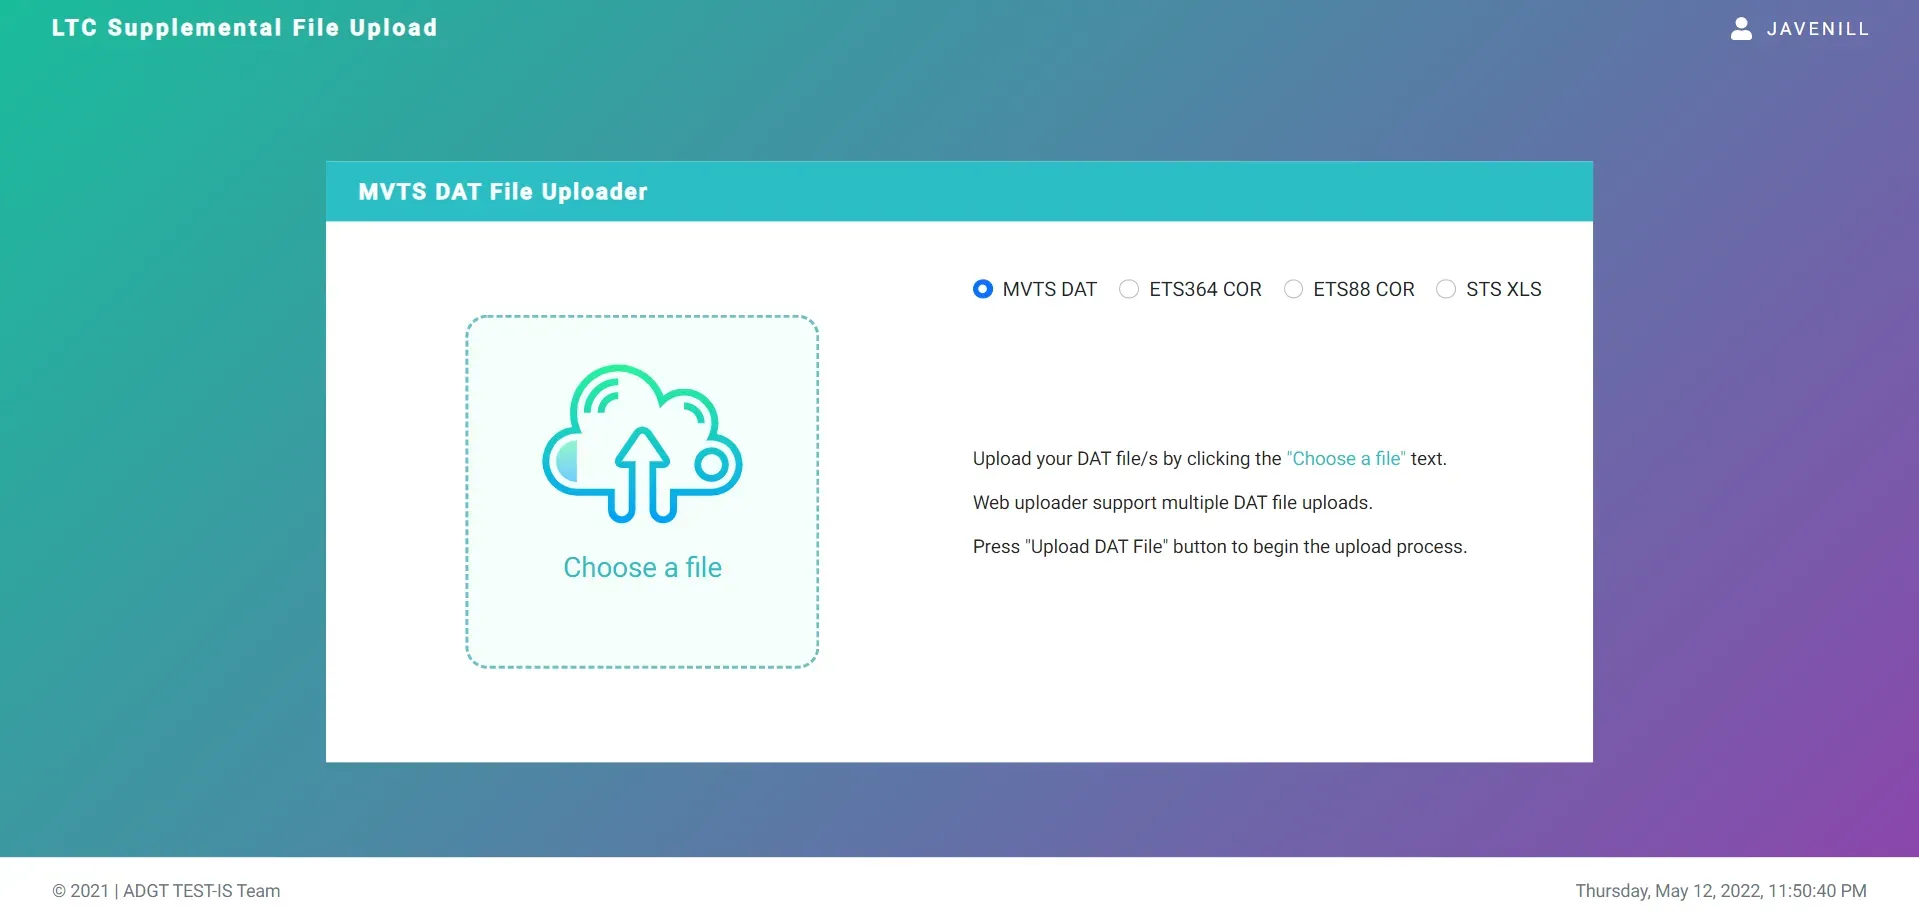 LTC Supplemental File Upload
JAVENILL
MVTS DAT File Uploader
MVTS DAT ETS364 COR ETS88 COR STS XLS
Choose a file
Upload your DAT file/s by clicking the "Choose a file" text.
Web uploader support multiple DAT file uploads.
Press "Upload DAT File" button to begin the upload process.
© 2021 | ADGT TEST-IS Team
Thursday, May 12, 2022, 11:50:40 PM